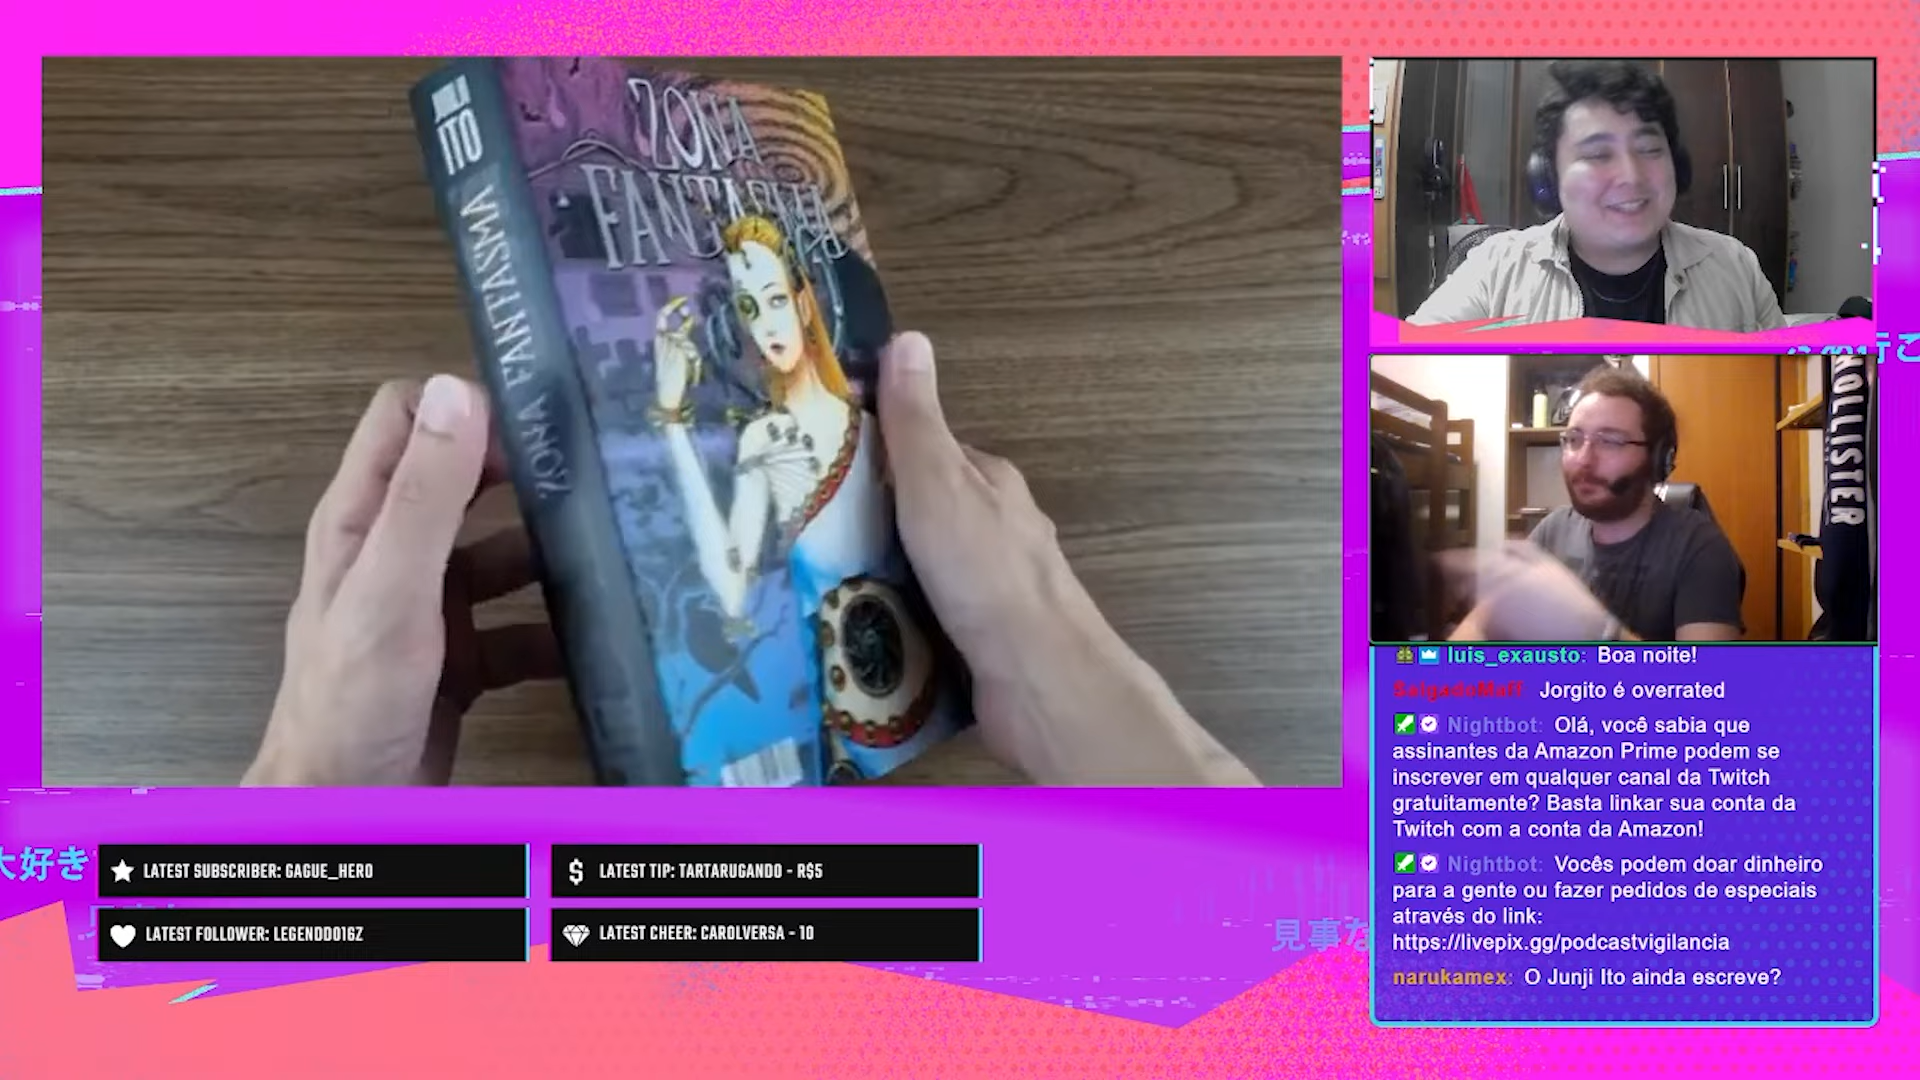 ITO
ZONA FANTASMA
ZONA
FANTASMA
HOLLISTER
luis_exausto: Boa noite!
SalgadoMaff Jorgito é overrated
Nightbot: Olá, você sabia que
assinantes da Amazon Prime podem se
inscrever em qualquer canal da Twitch
gratuitamente? Basta linkar sua conta da
Twitch com a conta da Amazon!
Nightbot: Vocês podem doar dinheiro
para a gente ou fazer pedidos de especiais
através do link:
https://livepix.gg/podcastvigilancia
narukamex: O Junji Ito ainda escreve?
大好き
LATEST SUBSCRIBER: GAGUE_HERO
LATEST TIP: TARTARUGANDO - R$5
LATEST FOLLOWER: LEGENDD016Z
LATEST CHEER: CAROLVERSA - 10
見事な